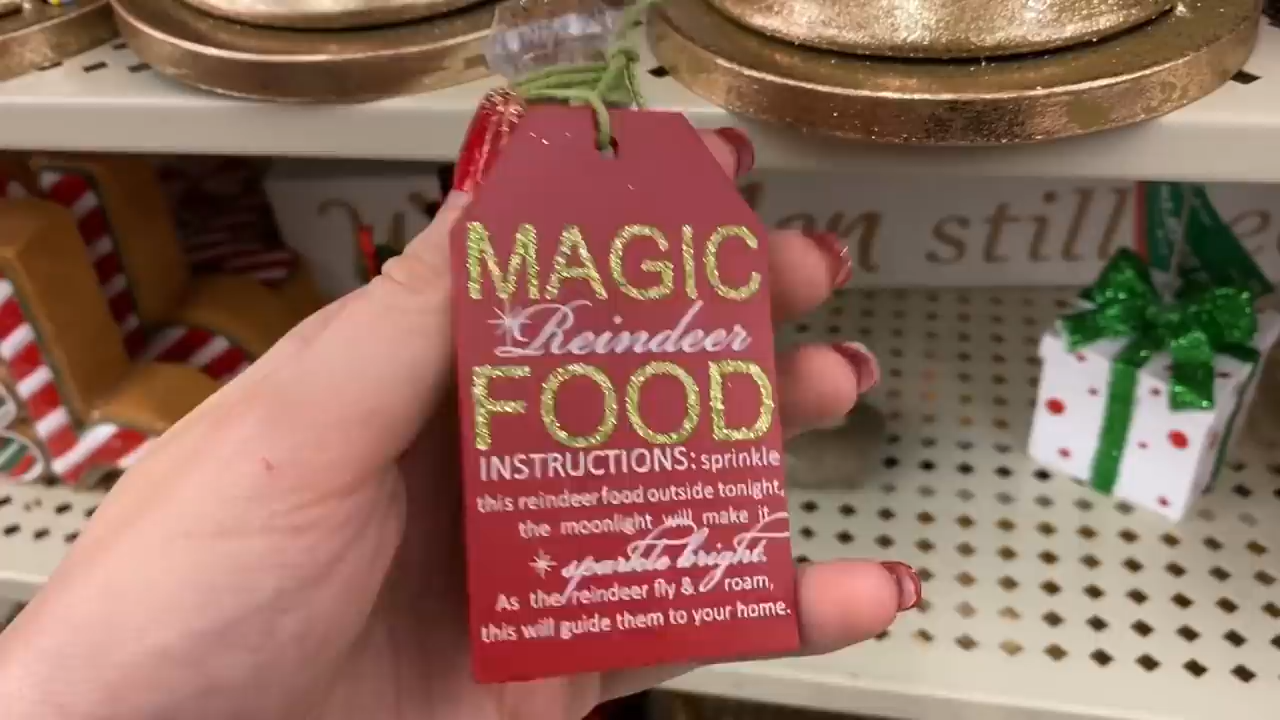 MAGIC
Reindeer
FOOD
INSTRUCTIONS: sprinkle
this reindeer food outside tonight,
the moonlight will make it
sparkle bright.
As the reindeer fly & roam,
this will guide them to your home.
still